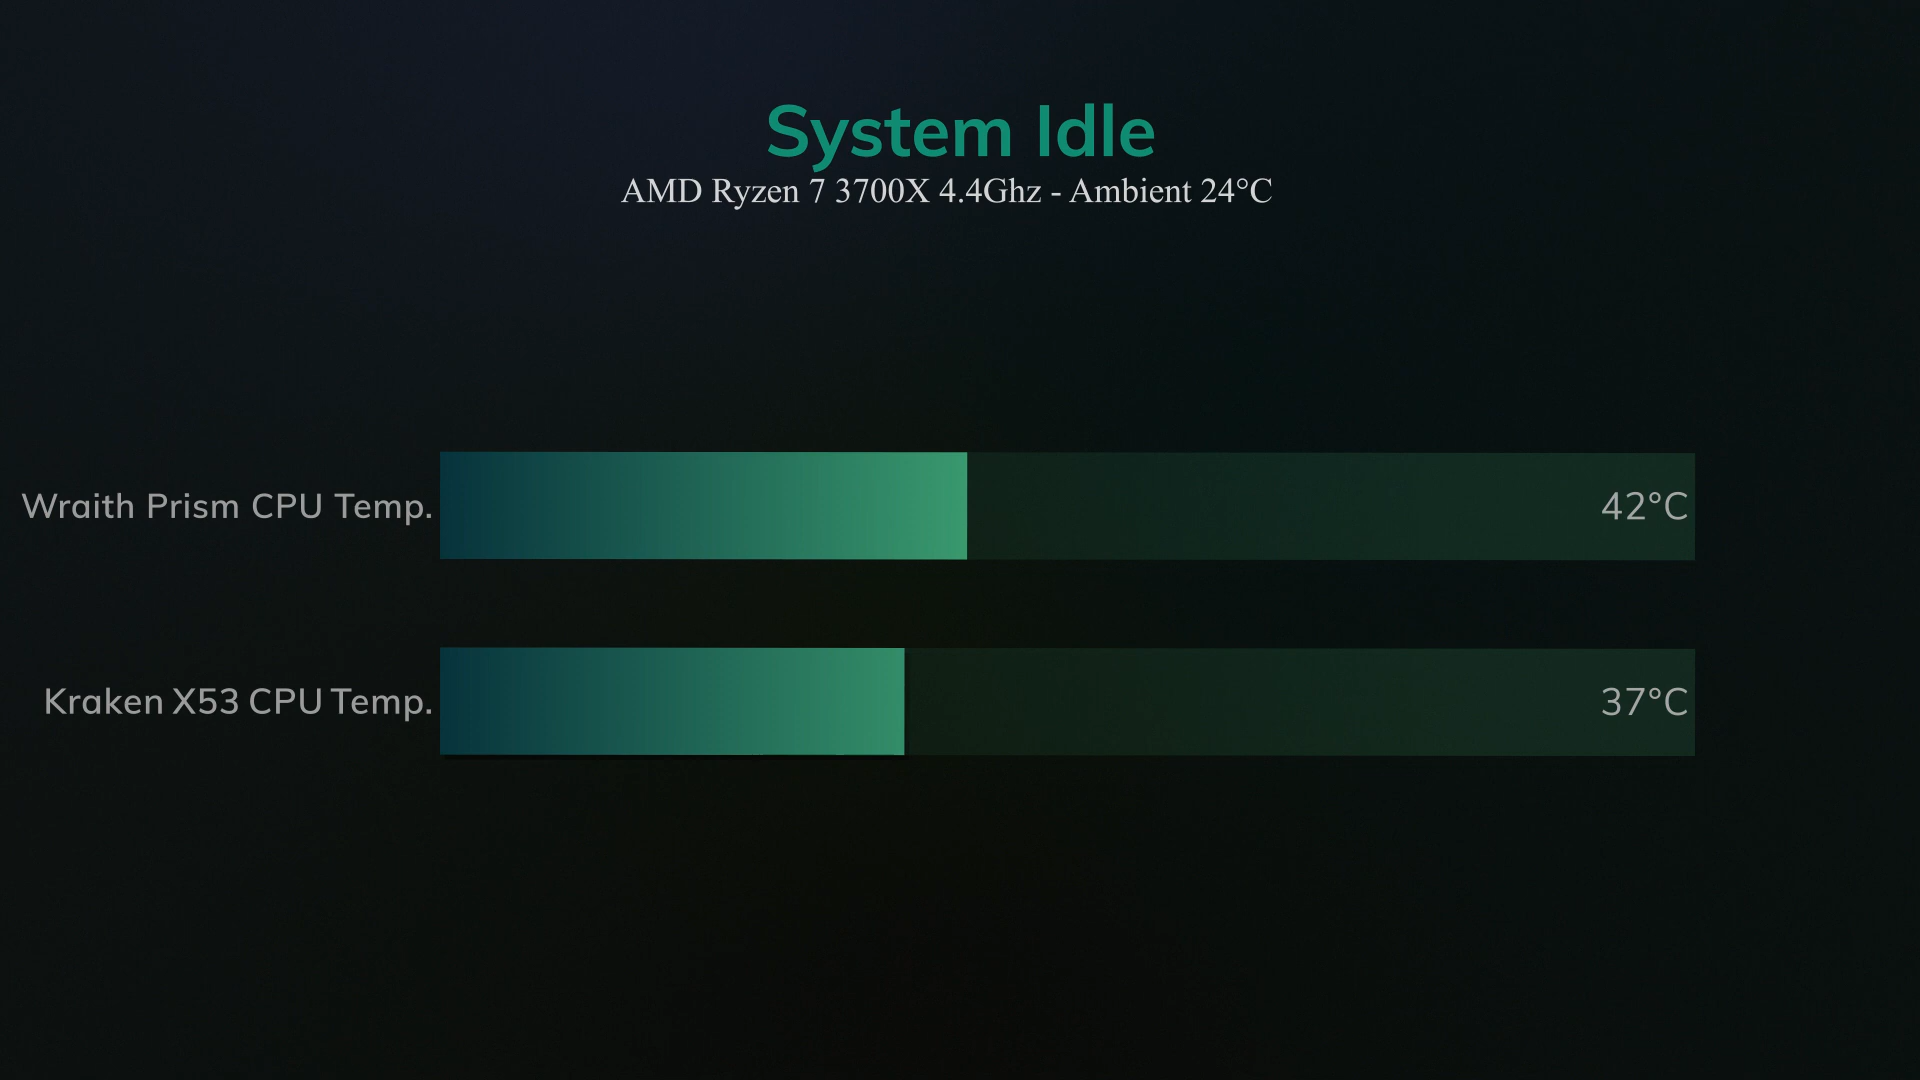 System Idle
AMD Ryzen 7 3700X 4.4Ghz - Ambient 24°C
Wraith Prism CPU Temp. 42°C
Kraken X53 CPU Temp. 37°C